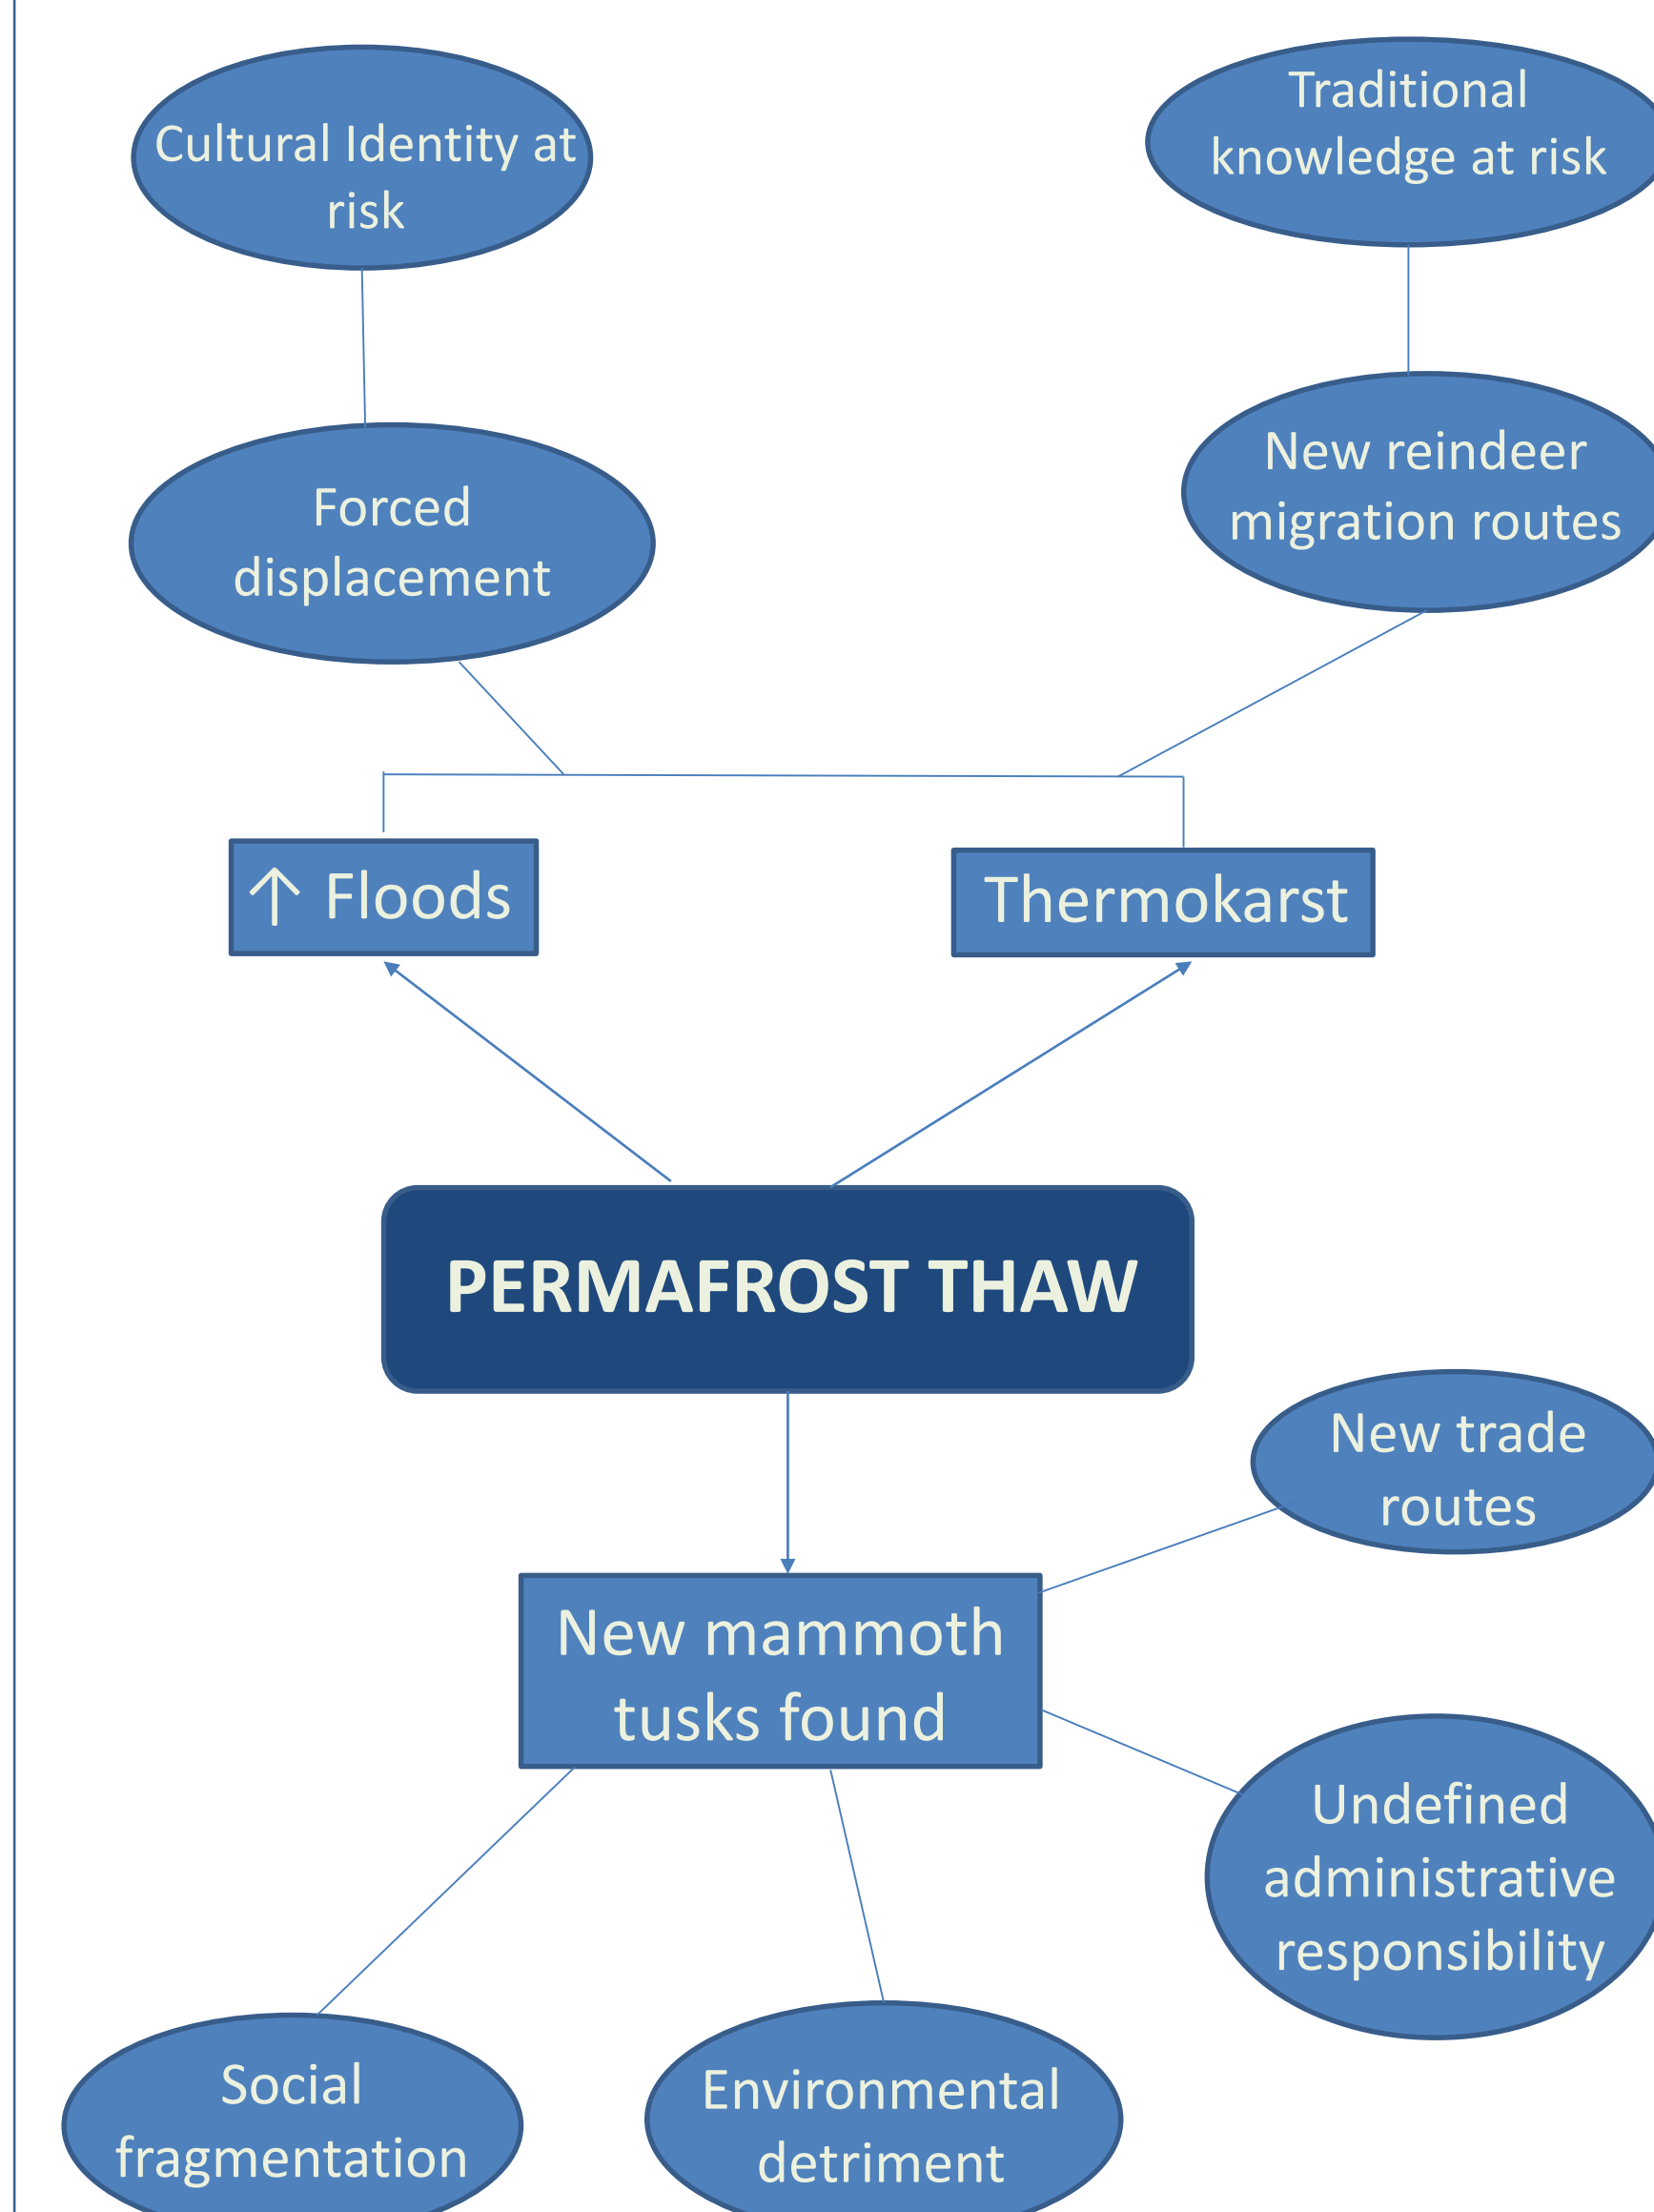 Cultural Identity at
risk
Traditional
knowledge at risk
Forced
displacement
New reindeer
migration routes
↑ Floods
Thermokarst
PERMAFROST THAW
New trade
routes
New mammoth
tusks found
Undefined
administrative
responsibility
Social
fragmentation
Environmental
detriment